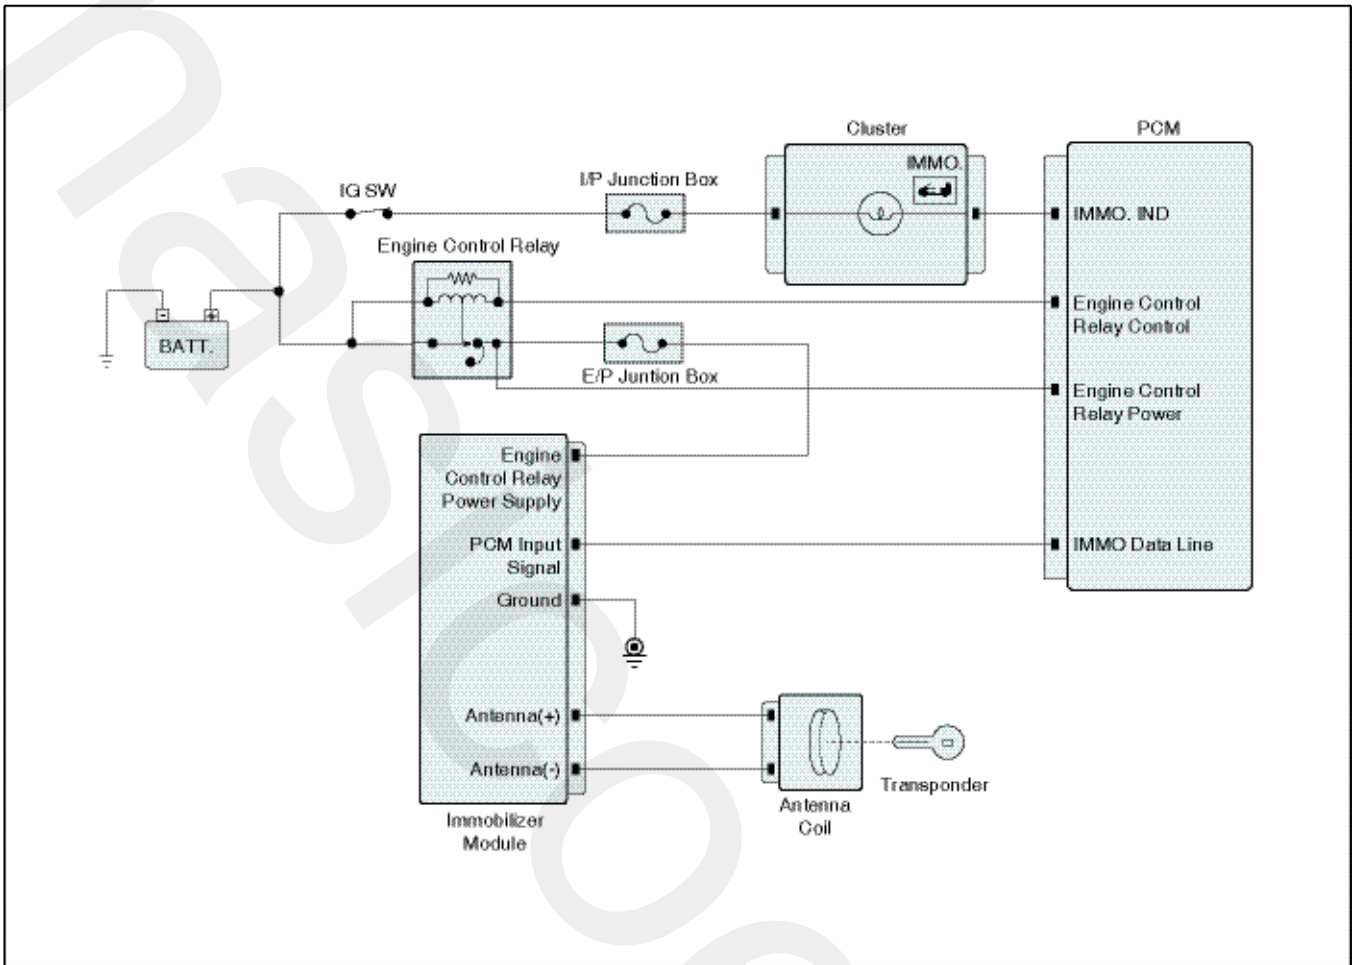 Cluster
PCM
IMMO.
I/P Junction Box
IG SW
IMMO. IND
Engine Control Relay
Engine Control
Relay Control
- +
BATT.
E/P Juntion Box
Engine Control
Relay Power
Engine
Control Relay
Power Supply
PCM Input
Signal
IMMO Data Line
Ground
Antenna(+)
Antenna(-)
Transponder
Antenna
Coil
Immobilizer
Module